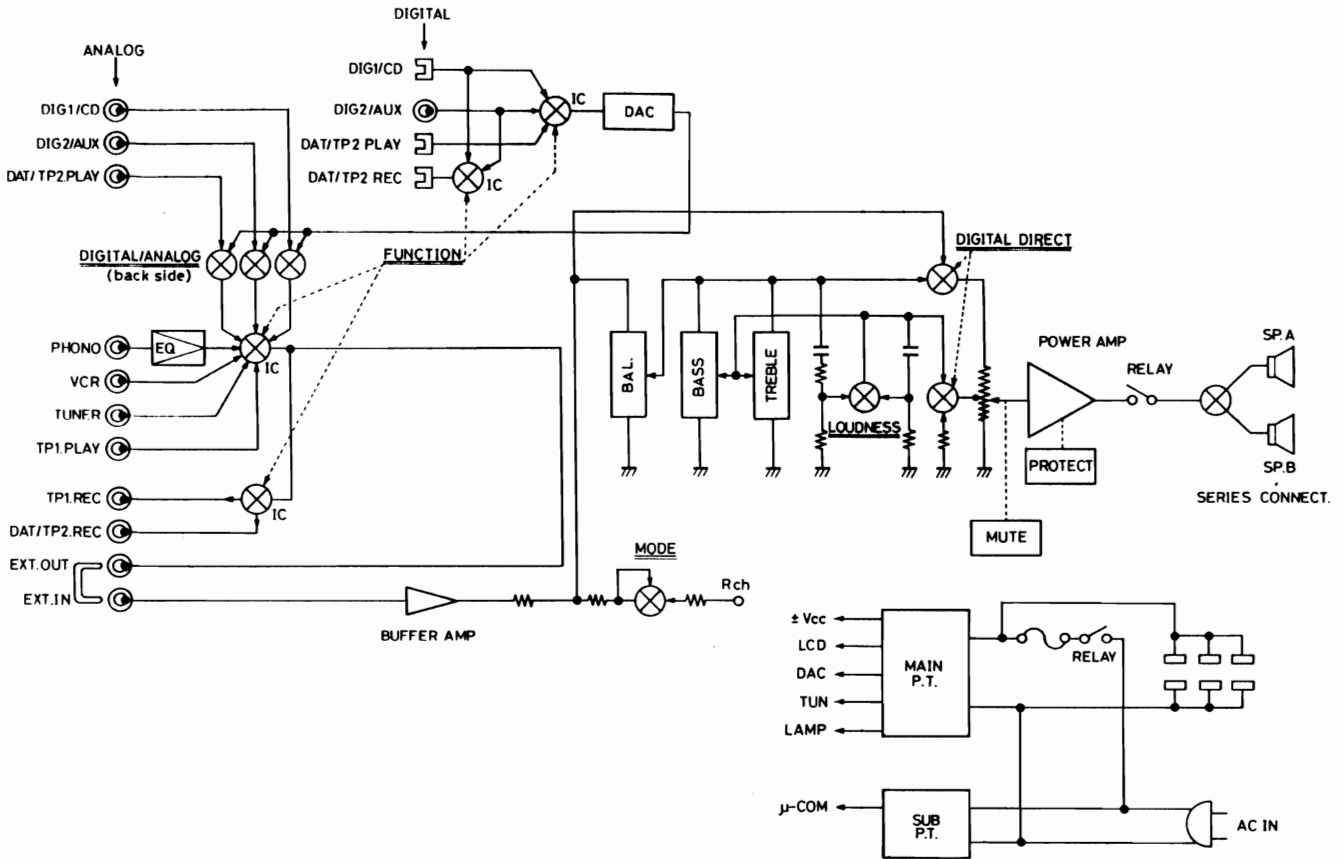 DIGITAL
ANALOG
DIG1/CD
DIG1/CD
IC
DIG2/AUX
DAC
DIG2/AUX
DAT/TP2 PLAY
DAT/TP2.PLAY
DAT/TP2 REC
IC
DIGITAL/ANALOG
(back side)
FUNCTION
DIGITAL DIRECT
PHONO
EQ
IC
VCR
TUNER
TP1.PLAY
BAL.
BASS
TREBLE
LOUDNESS
POWER AMP
RELAY
SP.A
SP.B
SERIES CONNECT.
PROTECT
MUTE
TP1.REC
IC
DAT/TP2.REC
EXT.OUT
EXT.IN
BUFFER AMP
MODE
Rch
± Vcc
LCD
DAC
TUN
LAMP
MAIN
P.T.
RELAY
μ-COM
SUB
P.T.
AC IN